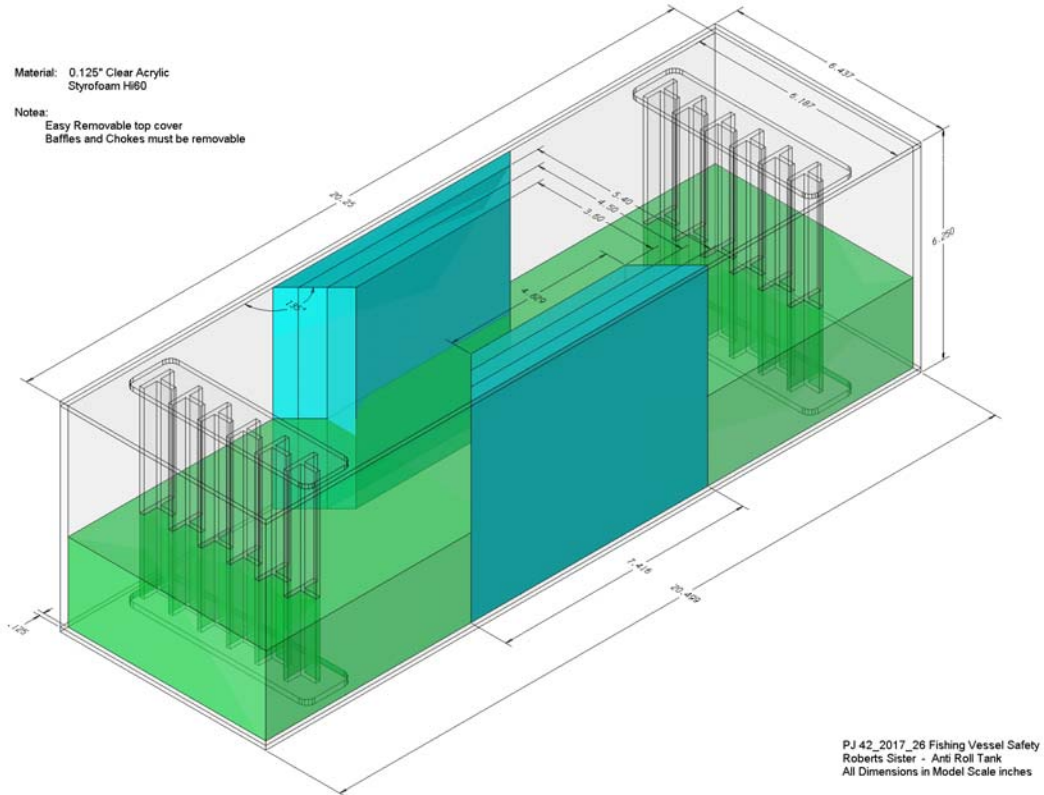 Material: 0.125" Clear Acrylic
Styrofoam Hi60
Notea:
Easy Removable top cover
Baffles and Chokes must be removable
6.437
6.187
20.25
5.40
4.50
3.60
6.250
4.609
135°
7.416
20.499
.125
PJ 42_2017_26 Fishing Vessel Safety
Roberts Sister - Anti Roll Tank
All Dimensions in Model Scale inches